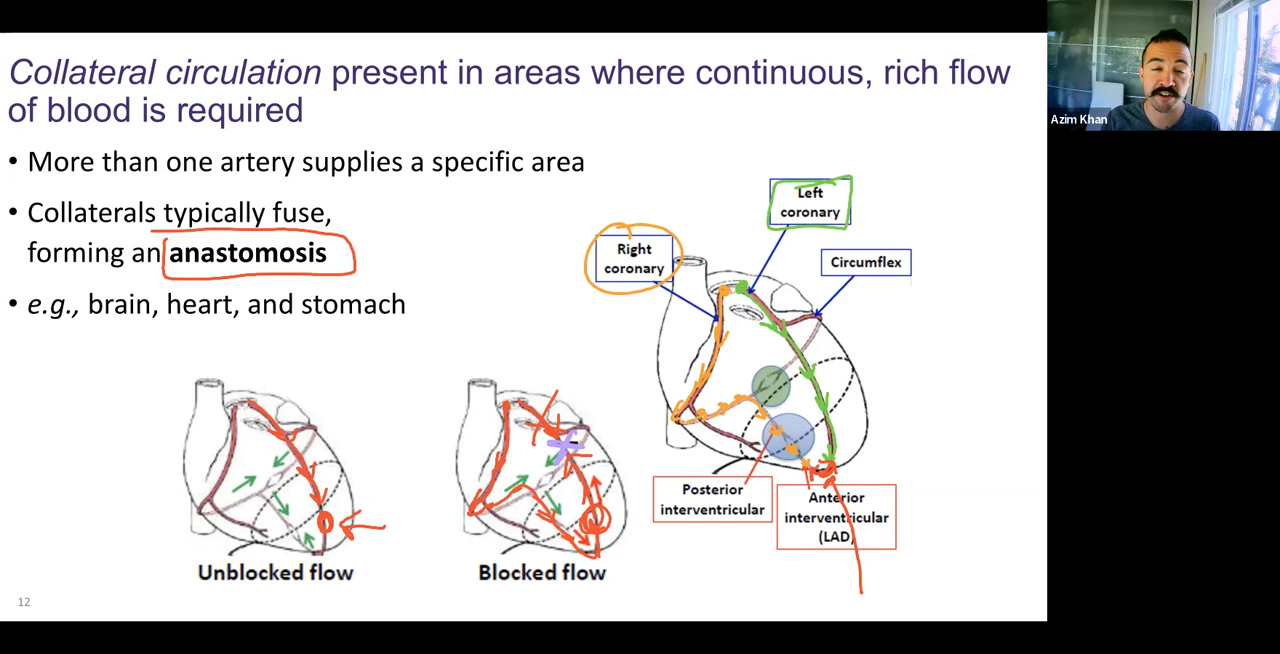 Collateral circulation present in areas where continuous, rich flow
of blood is required
• More than one artery supplies a specific area
• Collaterals typically fuse,
forming an anastomosis
• e.g., brain, heart, and stomach
Left
coronary
Right
coronary
Circumflex
Posterior
interventricular
Anterior
interventricular
(LAD)
Unblocked flow
Blocked flow
12
Azim Khan